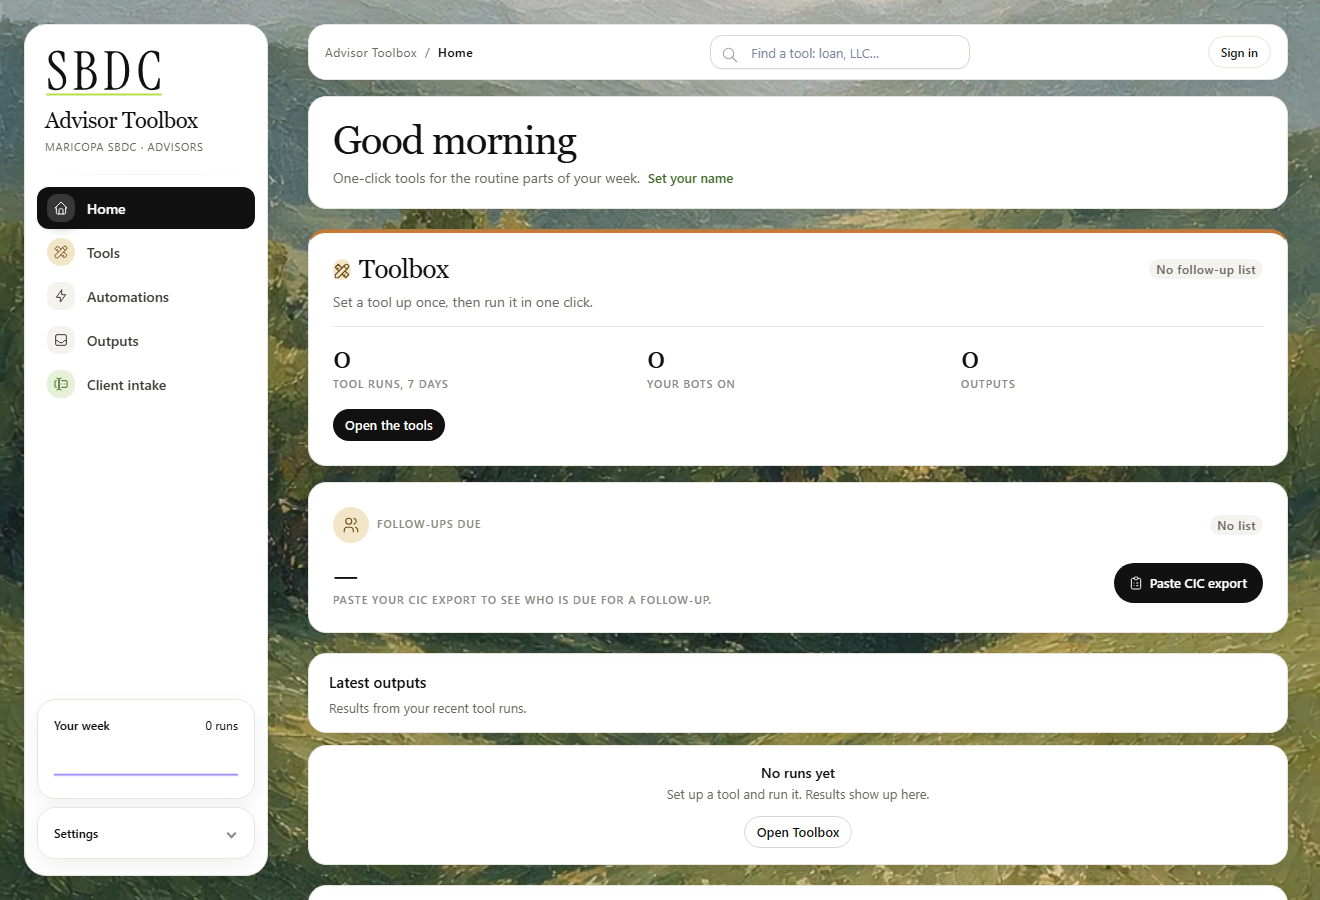 SBDC
Advisor Toolbox
MARICOPA SBDC · ADVISORS
Home
Tools
Automations
Outputs
Client intake
Your week 0 runs
Settings
Advisor Toolbox / Home
Find a tool: loan, LLC...
Sign in
Good morning
One-click tools for the routine parts of your week. Set your name
Toolbox
No follow-up list
Set a tool up once, then run it in one click.
0 0 0
TOOL RUNS, 7 DAYS YOUR BOTS ON OUTPUTS
Open the tools
FOLLOW-UPS DUE
No list
—
PASTE YOUR CIC EXPORT TO SEE WHO IS DUE FOR A FOLLOW-UP.
Paste CIC export
Latest outputs
Results from your recent tool runs.
No runs yet
Set up a tool and run it. Results show up here.
Open Toolbox